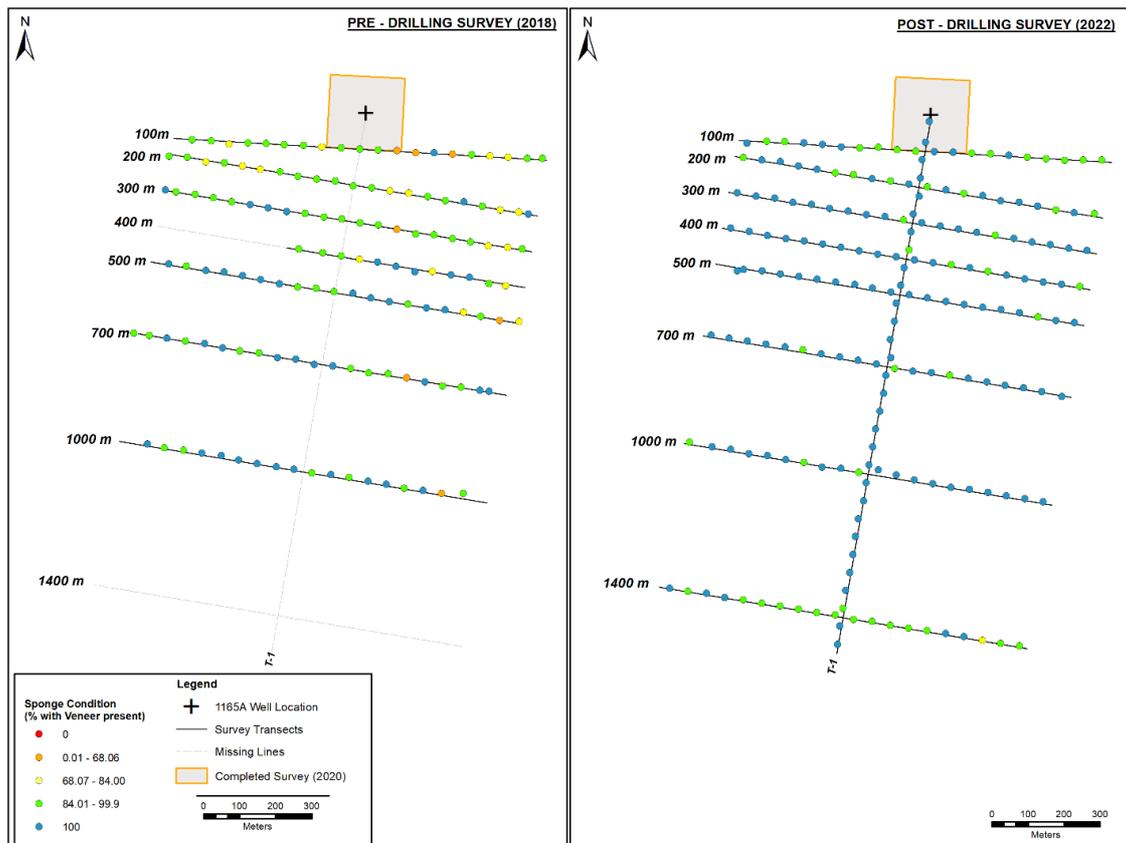 N
PRE - DRILLING SURVEY (2018)
100m
200 m
300 m
400 m
500 m
700 m
1000 m
1400 m
T-1
Legend
Sponge Condition
(% with Veneer present)
0
0.01 - 68.06
68.07 - 84.00
84.01 - 99.9
100
1165A Well Location
Survey Transects
Missing Lines
Completed Survey (2020)
0 100 200 300
Meters
N
POST - DRILLING SURVEY (2022)
100m
200 m
300 m
400 m
500 m
700 m
1000 m
1400 m
T-1
0 100 200 300
Meters